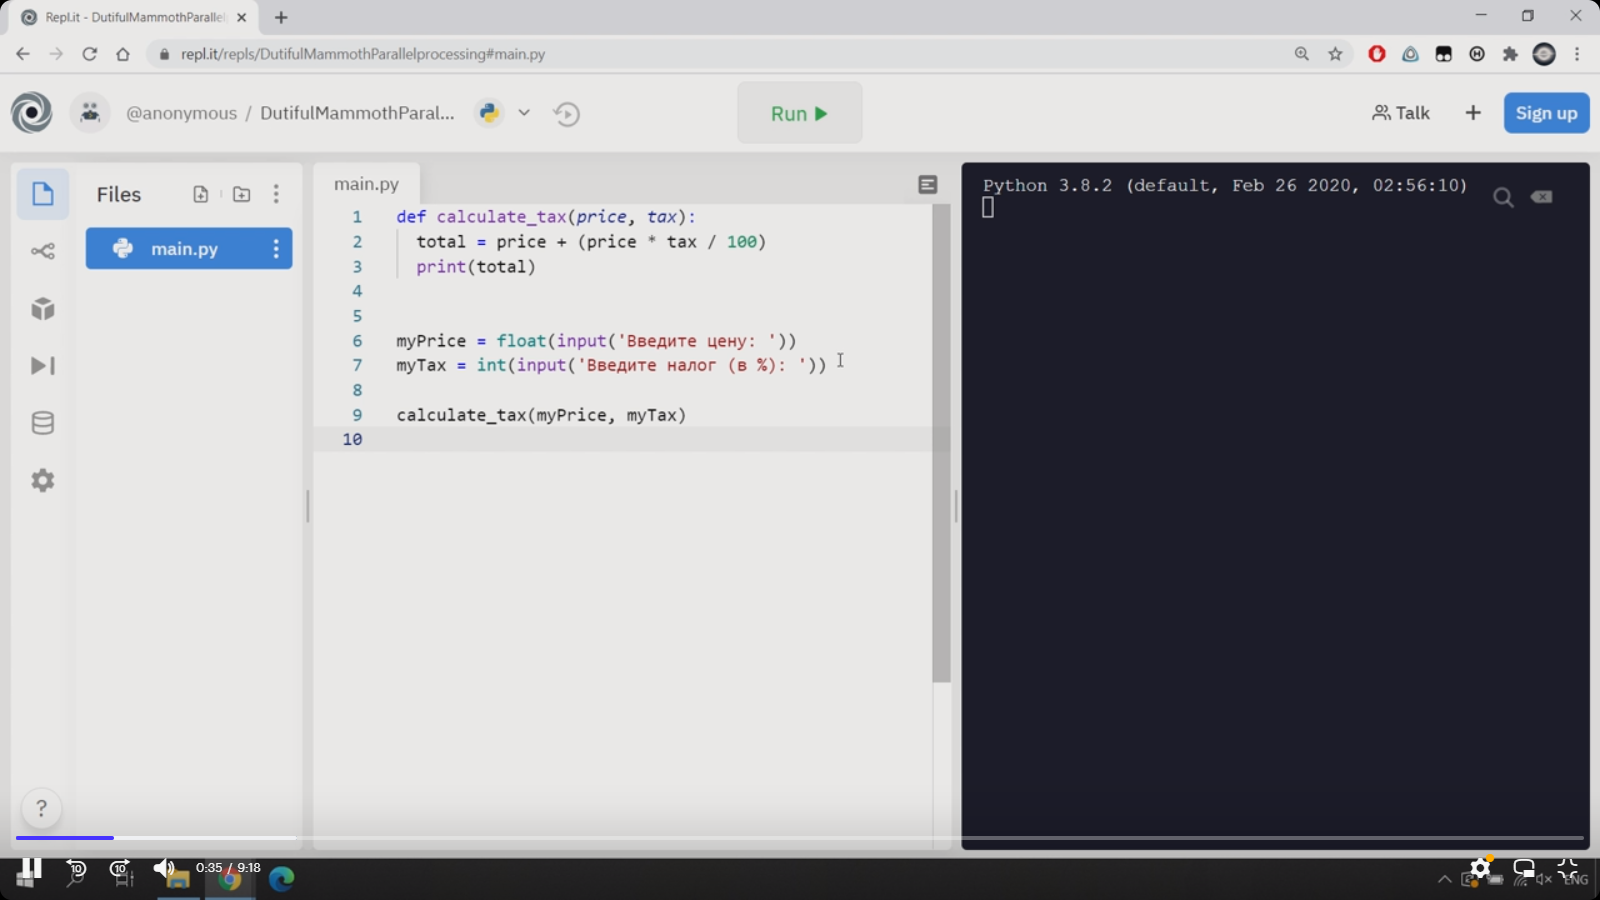 Repl.it - DutifulMammothParallel
repl.it/repls/DutifulMammothParallelprocessing#main.py
@anonymous / DutifulMammothParal...
Run
Talk
Sign up
Files
main.py
main.py
Python 3.8.2 (default, Feb 26 2020, 02:56:10)
1 def calculate_tax(price, tax):
2 total = price + (price * tax / 100)
3 print(total)
4
5
6 myPrice = float(input('Введите цену: '))
7 myTax = int(input('Введите налог (в %): '))
8
9 calculate_tax(myPrice, myTax)
10
?
10
10
0:35 / 9:18
ENG